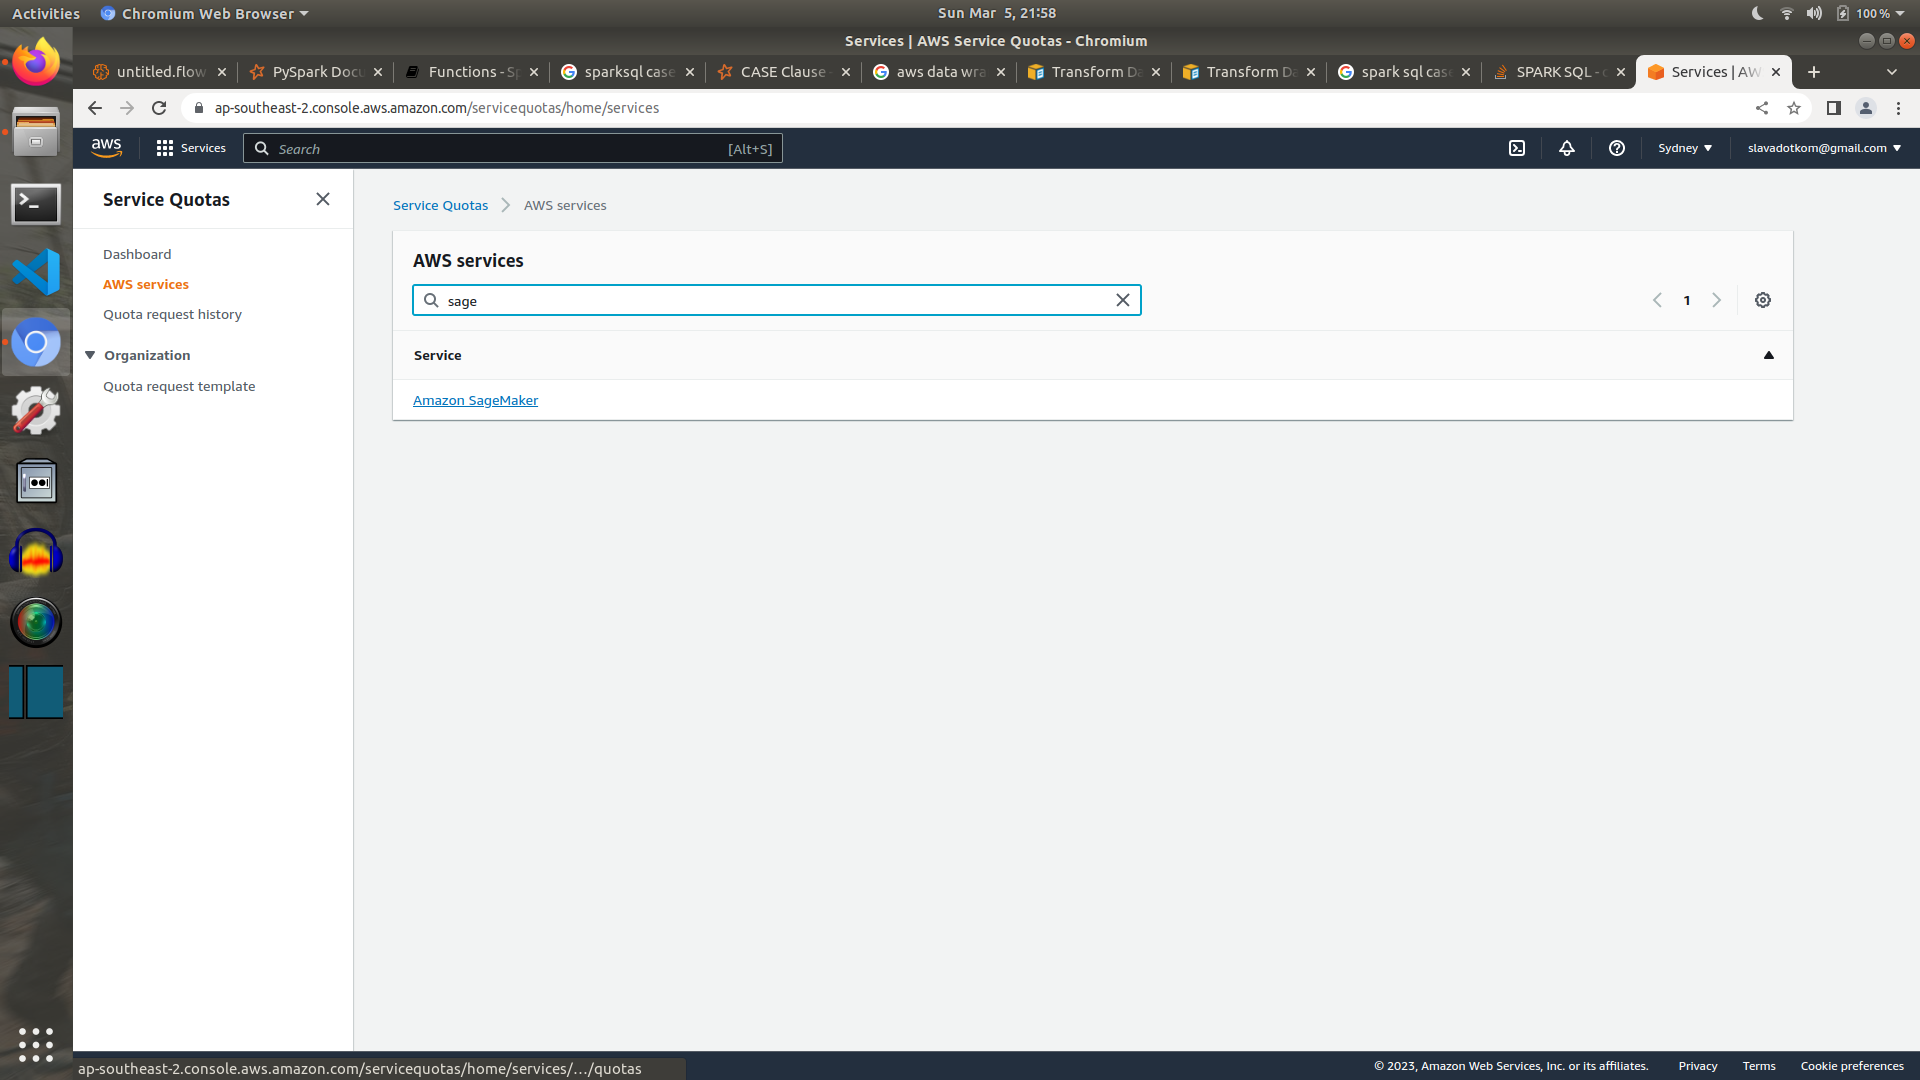 Activities
Chromium Web Browser
Sun Mar 5, 21:58
100 %
Services | AWS Service Quotas - Chromium
untitled.flow
PySpark Docu
Functions - Sp
sparksql case
CASE Clause -
aws data wra
Transform Da
Transform Da
spark sql case
SPARK SQL - c
Services | AW
ap-southeast-2.console.aws.amazon.com/servicequotas/home/services
aws
Services
Search
[Alt+S]
Sydney
slavadotkom@gmail.com
Service Quotas
Dashboard
AWS services
Quota request history
Organization
Quota request template
Service Quotas
AWS services
AWS services
sage
1
Service
Amazon SageMaker
ap-southeast-2.console.aws.amazon.com/servicequotas/home/services/…/quotas
© 2023, Amazon Web Services, Inc. or its affiliates.
Privacy
Terms
Cookie preferences